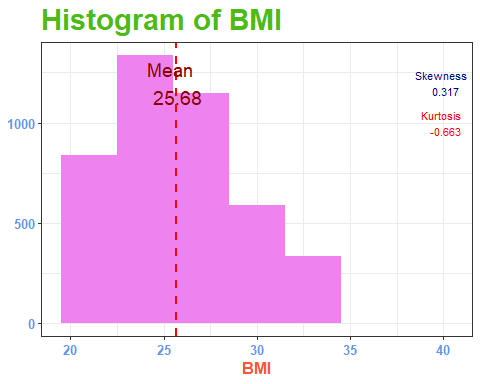 Histogram of BMI
Mean
25.68
Skewness
0.317
Kurtosis
-0.663
1000
500
0
20 25 30 35 40
BMI